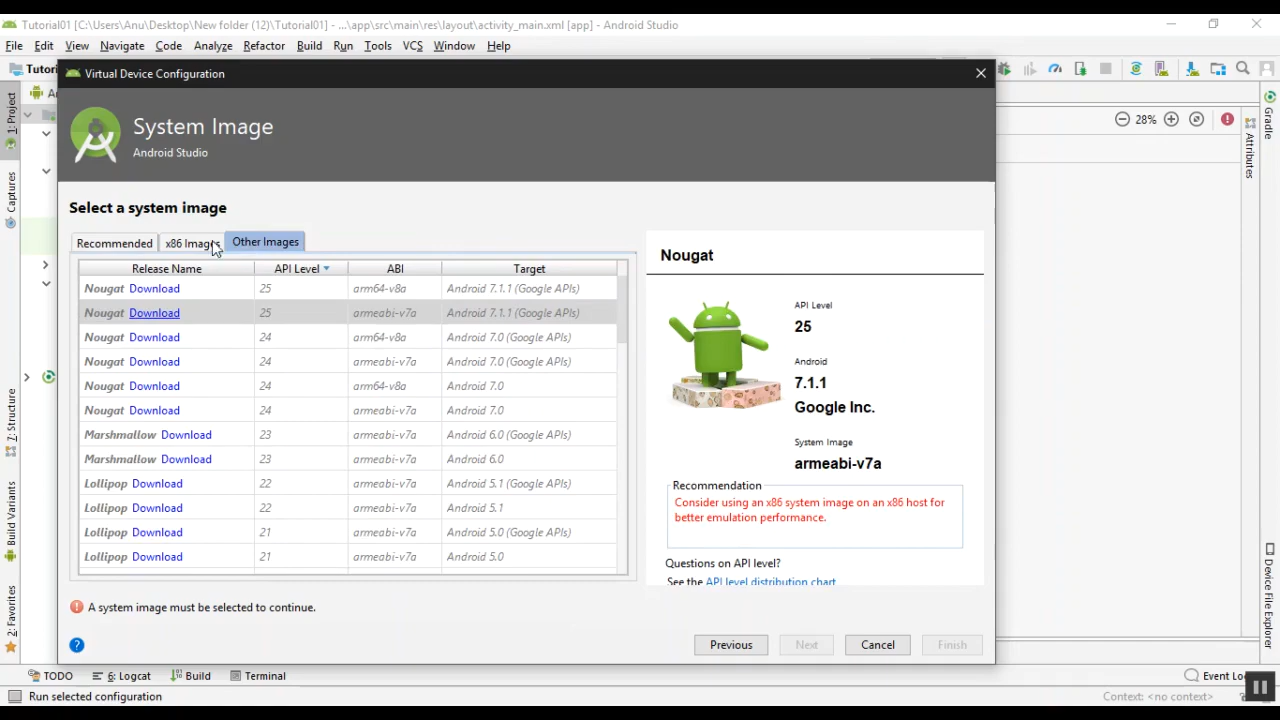 Tutorial01 [C:\Users\Anu\Desktop\New folder (12)\Tutorial01] - ...\app\src\main\res\layout\activity_main.xml [app] - Android Studio
File Edit View Navigate Code Analyze Refactor Build Run Tools VCS Window Help
Tutori
Virtual Device Configuration
System Image
Android Studio
28%
1: Project
Captures
Z: Structure
Build Variants
2: Favorites
Gradle
Attributes
Device File Explorer
Select a system image
Recommended x86 Images Other Images
Release Name API Level ABI Target
Nougat Download 25 arm64-v8a Android 7.1.1 (Google APIs)
Nougat Download 25 armeabi-v7a Android 7.1.1 (Google APIs)
Nougat Download 24 arm64-v8a Android 7.0 (Google APIs)
Nougat Download 24 armeabi-v7a Android 7.0 (Google APIs)
Nougat Download 24 arm64-v8a Android 7.0
Nougat Download 24 armeabi-v7a Android 7.0
Marshmallow Download 23 armeabi-v7a Android 6.0 (Google APIs)
Marshmallow Download 23 armeabi-v7a Android 6.0
Lollipop Download 22 armeabi-v7a Android 5.1 (Google APIs)
Lollipop Download 22 armeabi-v7a Android 5.1
Lollipop Download 21 armeabi-v7a Android 5.0 (Google APIs)
Lollipop Download 21 armeabi-v7a Android 5.0
Nougat
API Level
25
Android
7.1.1
Google Inc.
System Image
armeabi-v7a
Recommendation
Consider using an x86 system image on an x86 host for
better emulation performance.
Questions on API level?
See the API level distribution chart
A system image must be selected to continue.
Previous Next Cancel Finish
TODO 6: Logcat Build Terminal Event Lo
Run selected configuration Context: <no context>